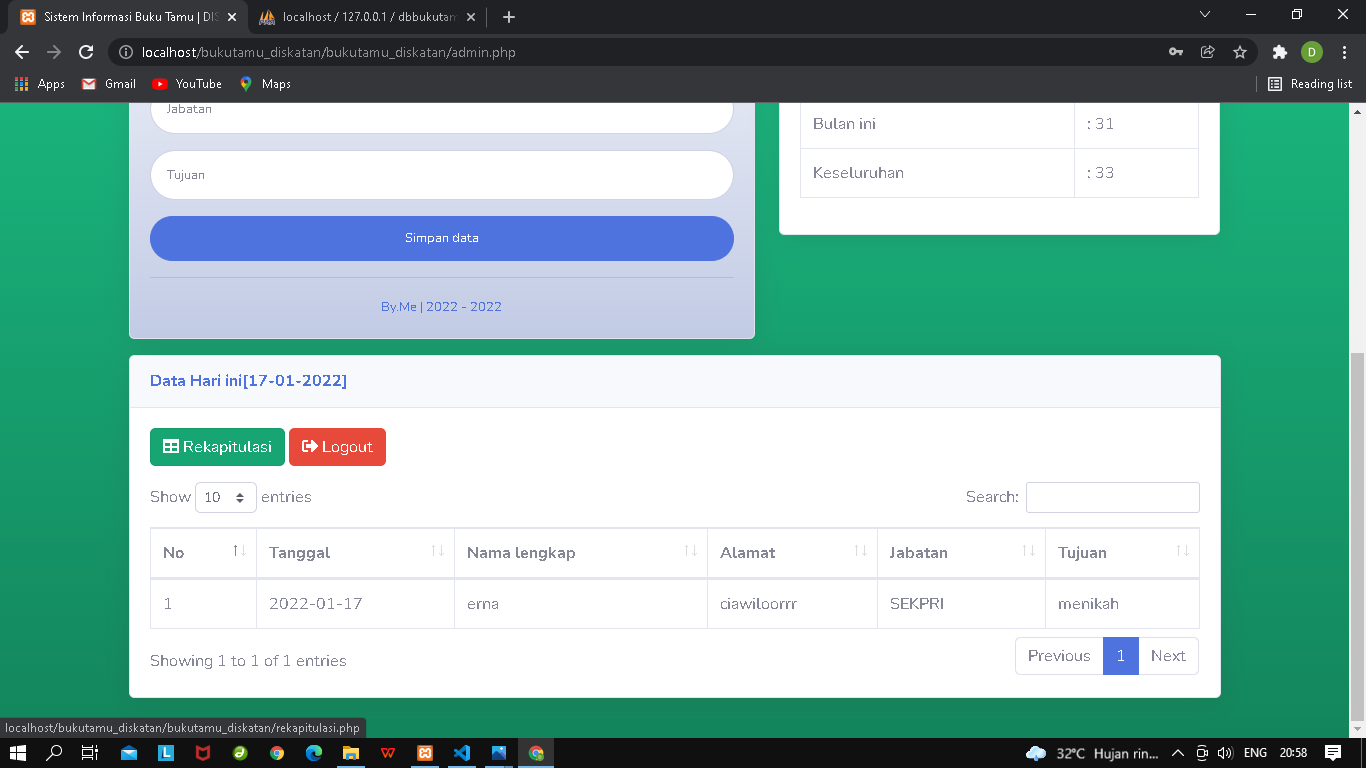 Sistem Informasi Buku Tamu | DIS
localhost / 127.0.0.1 / dbbukutam
localhost/bukutamu_diskatan/bukutamu_diskatan/admin.php
D
Apps Gmail YouTube Maps Reading list
Jabatan
Tujuan
Simpan data
By.Me | 2022 - 2022
Bulan ini : 31
Keseluruhan : 33
Data Hari ini[17-01-2022]
Rekapitulasi Logout
Show 10 entries Search:
No Tanggal Nama lengkap Alamat Jabatan Tujuan
1 2022-01-17 erna ciawiloorrr SEKPRI menikah
Showing 1 to 1 of 1 entries Previous 1 Next
localhost/bukutamu_diskatan/bukutamu_diskatan/rekapitulasi.php
32°C Hujan rin... ENG 20:58